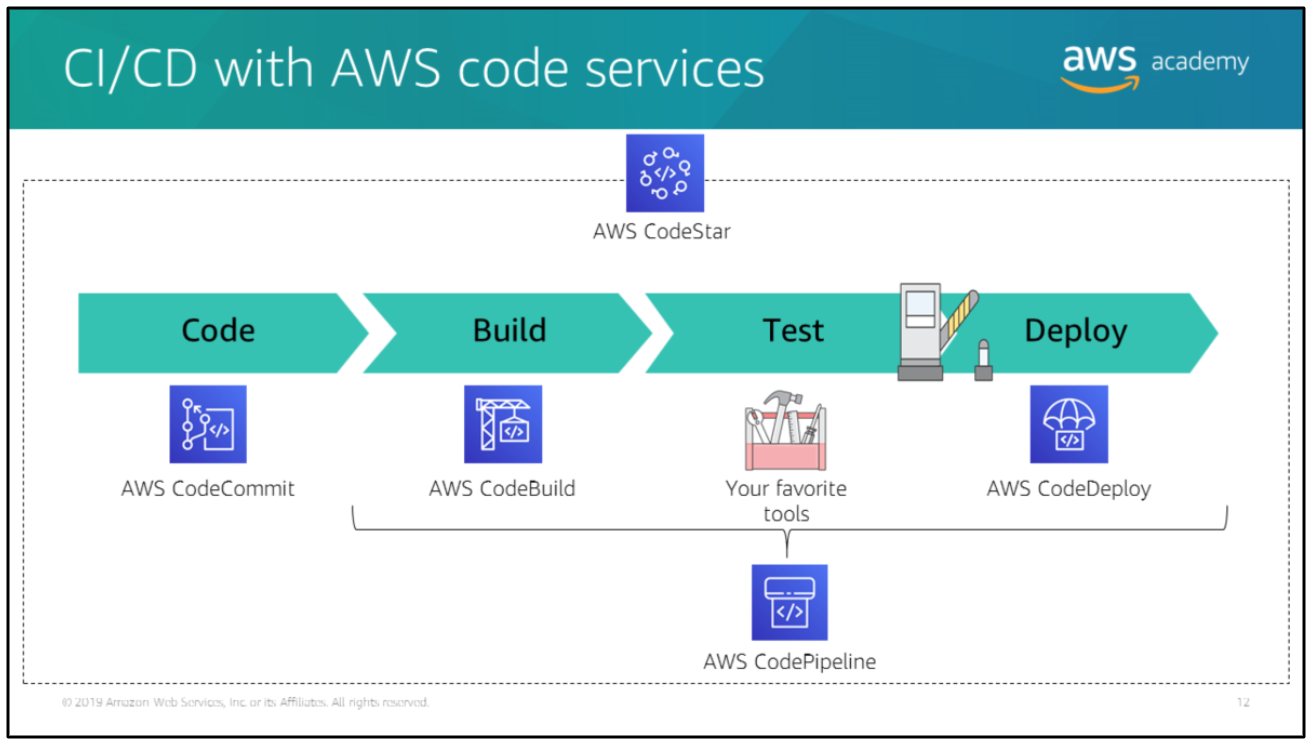 CI/CD with AWS code services
aws academy
AWS CodeStar
Code
Build
Test
Deploy
AWS CodeCommit
AWS CodeBuild
Your favorite
tools
AWS CodeDeploy
AWS CodePipeline
© 2019 Amazon Web Services, Inc. or its Affiliates. All rights reserved.
12